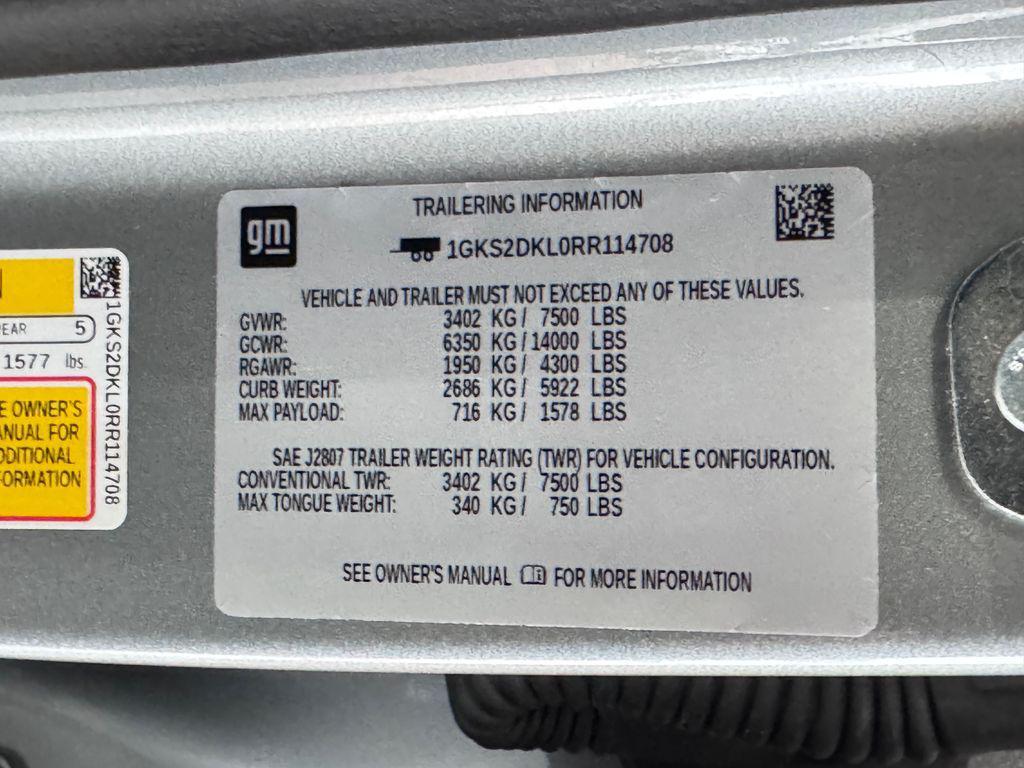 EAR 5
1577 lbs.
E OWNER'S
ANUAL FOR
DDITIONAL
FORMATION
1GKS2DKL0RR114708
gm
TRAILERING INFORMATION
1GKS2DKL0RR114708
VEHICLE AND TRAILER MUST NOT EXCEED ANY OF THESE VALUES.
GVWR: 3402 KG / 7500 LBS
GCWR: 6350 KG / 14000 LBS
RGAWR: 1950 KG / 4300 LBS
CURB WEIGHT: 2686 KG / 5922 LBS
MAX PAYLOAD: 716 KG / 1578 LBS
SAE J2807 TRAILER WEIGHT RATING (TWR) FOR VEHICLE CONFIGURATION.
CONVENTIONAL TWR: 3402 KG / 7500 LBS
MAX TONGUE WEIGHT: 340 KG / 750 LBS
SEE OWNER'S MANUAL FOR MORE INFORMATION